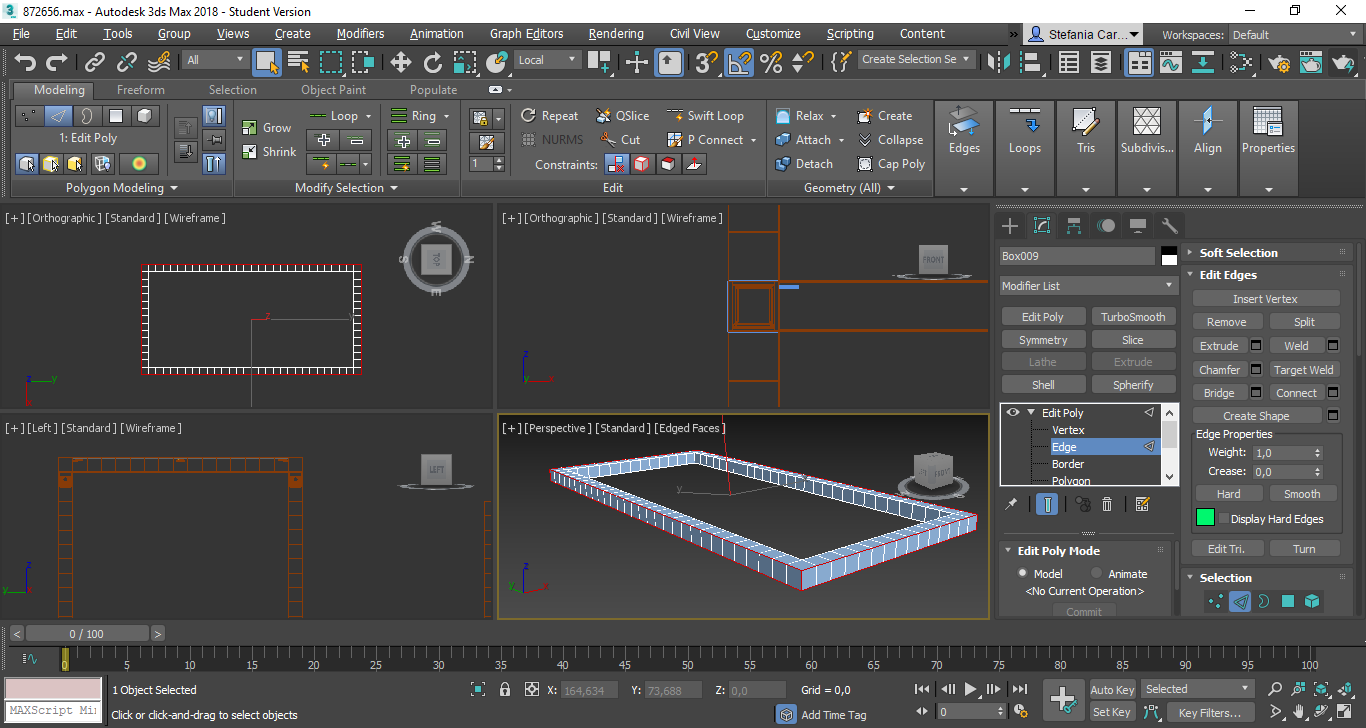 3 872656.max - Autodesk 3ds Max 2018 - Student Version
File Edit Tools Group Views Create Modifiers Animation Graph Editors Rendering Civil View Customize Scripting Content » Stefania Car... Workspaces: Default
All Local 3 Create Selection Se
Modeling Freeform Selection Object Paint Populate
1: Edit Poly
Grow
Shrink
Loop
Ring
1
Repeat QSlice Swift Loop
NURMS Cut P Connect
Constraints:
Relax Create
Attach Collapse
Detach Cap Poly
Edges Loops Tris Subdivis... Align Properties
Polygon Modeling Modify Selection Edit Geometry (All)
[+] [Orthographic] [Standard] [Wireframe]
W
S TOP N
E
z
z y
[+] [Orthographic] [Standard] [Wireframe]
FRONT
z
y x
[+] [Left] [Standard] [Wireframe]
LEFT
z
y
[+] [Perspective] [Standard] [Edged Faces]
FRONT
y
z
y x
Box009
Modifier List
Edit Poly TurboSmooth
Symmetry Slice
Lathe Extrude
Shell Spherify
Edit Poly
Vertex
Edge
Border
Polygon
Edit Poly Mode
Model Animate
<No Current Operation>
Commit
Soft Selection
Edit Edges
Insert Vertex
Remove Split
Extrude Weld
Chamfer Target Weld
Bridge Connect
Create Shape
Edge Properties
Weight: 1,0
Crease: 0,0
Hard Smooth
Display Hard Edges
Edit Tri. Turn
Selection
< 0 / 100 >
0 5 10 15 20 25 30 35 40 45 50 55 60 65 70 75 80 85 90 95 100
1 Object Selected X: 164,634 Y: 73,688 Z: 0,0 Grid = 0,0
MAXScript Mi
Click or click-and-drag to select objects
Add Time Tag
0
Auto Key Selected
Set Key Key Filters...